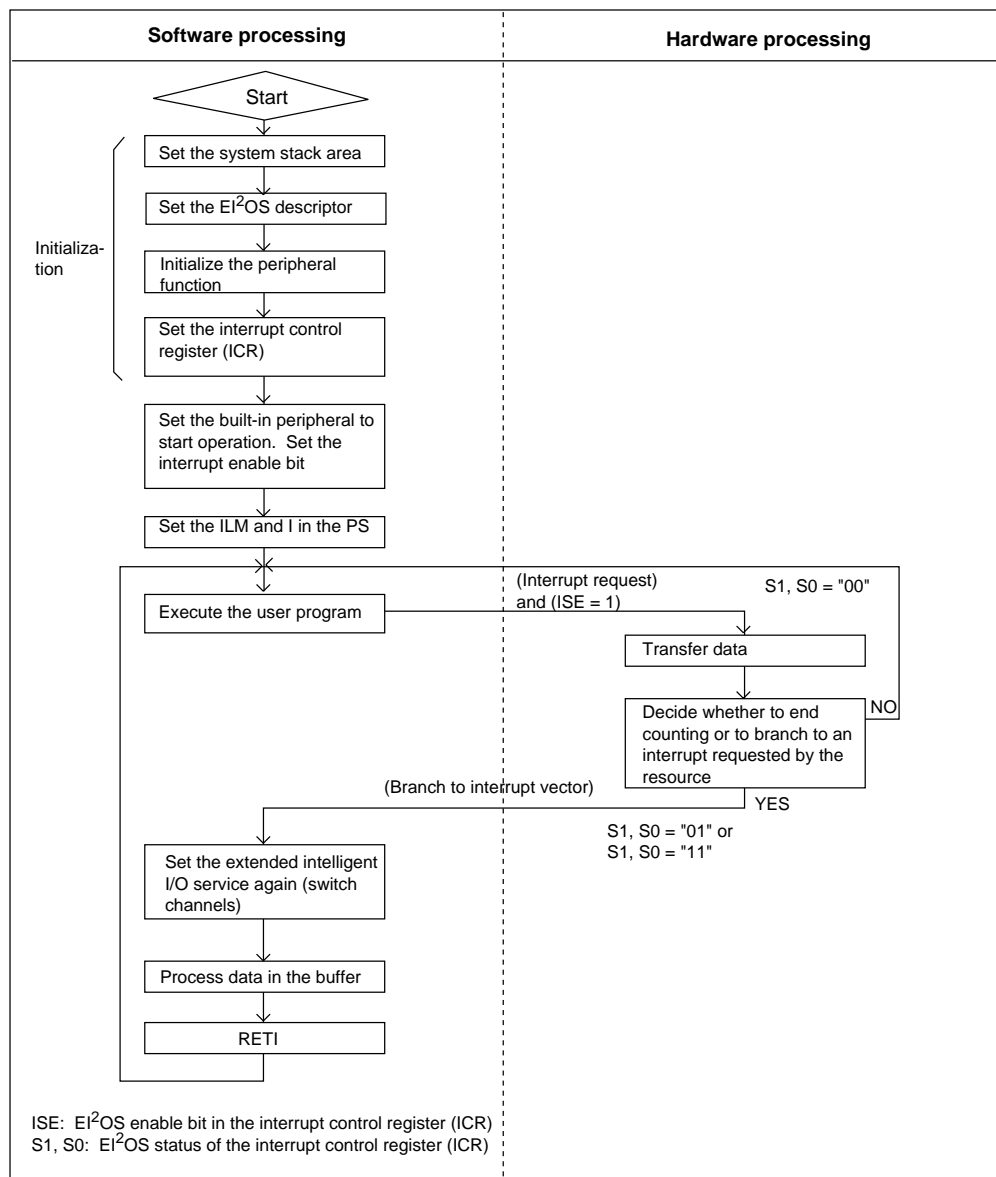 Software processing
Hardware processing
Start
Set the system stack area
Set the EI²OS descriptor
Initializa-
tion
Initialize the peripheral
function
Set the interrupt control
register (ICR)
Set the built-in peripheral to
start operation.  Set the
interrupt enable bit
Set the ILM and I in the PS
(Interrupt request)
and (ISE = 1)
S1, S0 = "00"
Execute the user program
Transfer data
NO
Decide whether to end
counting or to branch to an
interrupt requested by the
resource
(Branch to interrupt vector)
YES
S1, S0 = "01" or
S1, S0 = "11"
Set the extended intelligent
I/O service again (switch
channels)
Process data in the buffer
RETI
ISE:  EI²OS enable bit in the interrupt control register (ICR)
S1, S0:  EI²OS status of the interrupt control register (ICR)